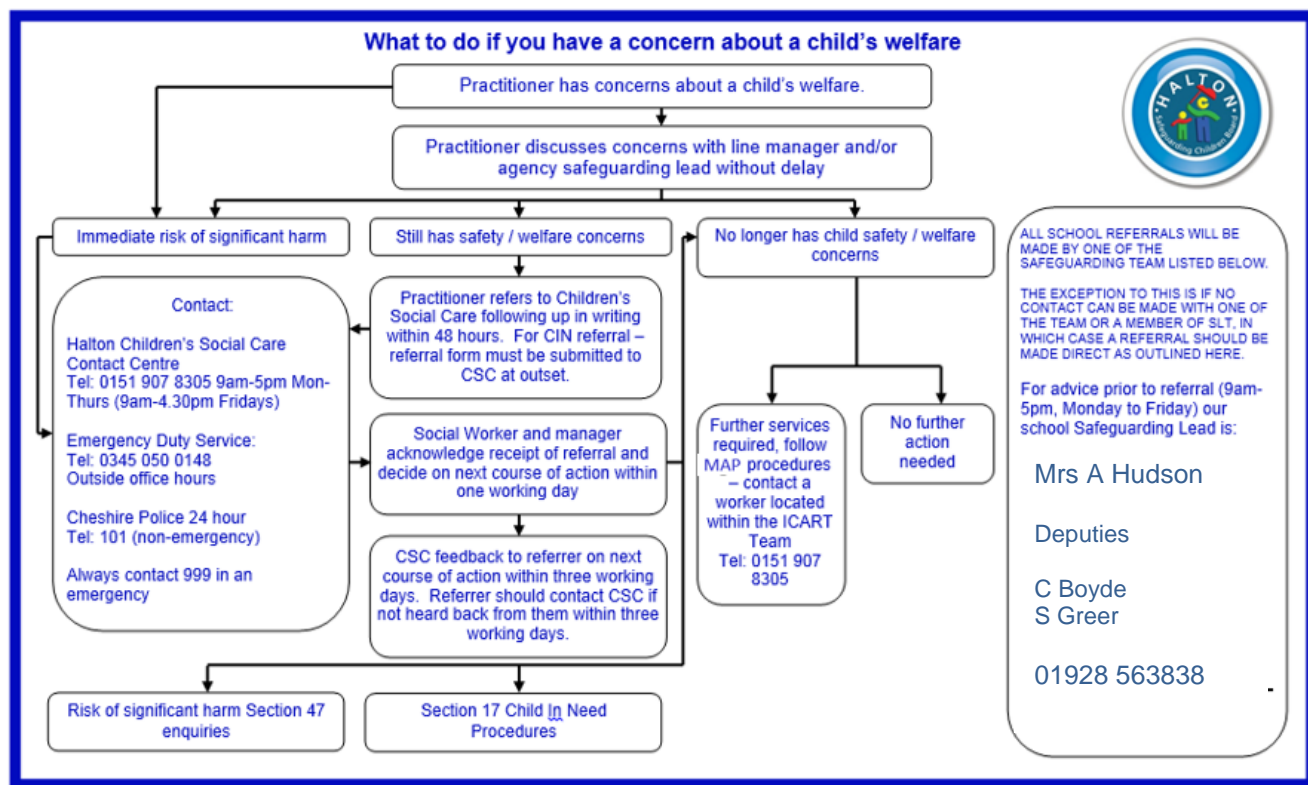 What to do if you have a concern about a child's welfare
HALTON
Safeguarding Children Board
Practitioner has concerns about a child's welfare.
Practitioner discusses concerns with line manager and/or
agency safeguarding lead without delay
Immediate risk of significant harm
Still has safety / welfare concerns
No longer has child safety / welfare
concerns
Contact:
Halton Children's Social Care
Contact Centre
Tel: 0151 907 8305 9am-5pm Mon-
Thurs (9am-4.30pm Fridays)
Emergency Duty Service:
Tel: 0345 050 0148
Outside office hours
Cheshire Police 24 hour
Tel: 101 (non-emergency)
Always contact 999 in an
emergency
Practitioner refers to Children's
Social Care following up in writing
within 48 hours.  For CIN referral –
referral form must be submitted to
CSC at outset.
Social Worker and manager
acknowledge receipt of referral and
decide on next course of action within
one working day
CSC feedback to referrer on next
course of action within three working
days.  Referrer should contact CSC if
not heard back from them within three
working days.
Further services
required, follow
MAP procedures
– contact a
worker located
within the ICART
Team
Tel: 0151 907
8305
No further
action
needed
Risk of significant harm Section 47
enquiries
Section 17 Child In Need
Procedures
ALL SCHOOL REFERRALS WILL BE
MADE BY ONE OF THE
SAFEGUARDING TEAM LISTED BELOW.
THE EXCEPTION TO THIS IS IF NO
CONTACT CAN BE MADE WITH ONE OF
THE TEAM OR A MEMBER OF SLT, IN
WHICH CASE A REFERRAL SHOULD BE
MADE DIRECT AS OUTLINED HERE.
For advice prior to referral (9am-
5pm, Monday to Friday) our
school Safeguarding Lead is:
Mrs A Hudson
Deputies
C Boyde
S Greer
01928 563838
-